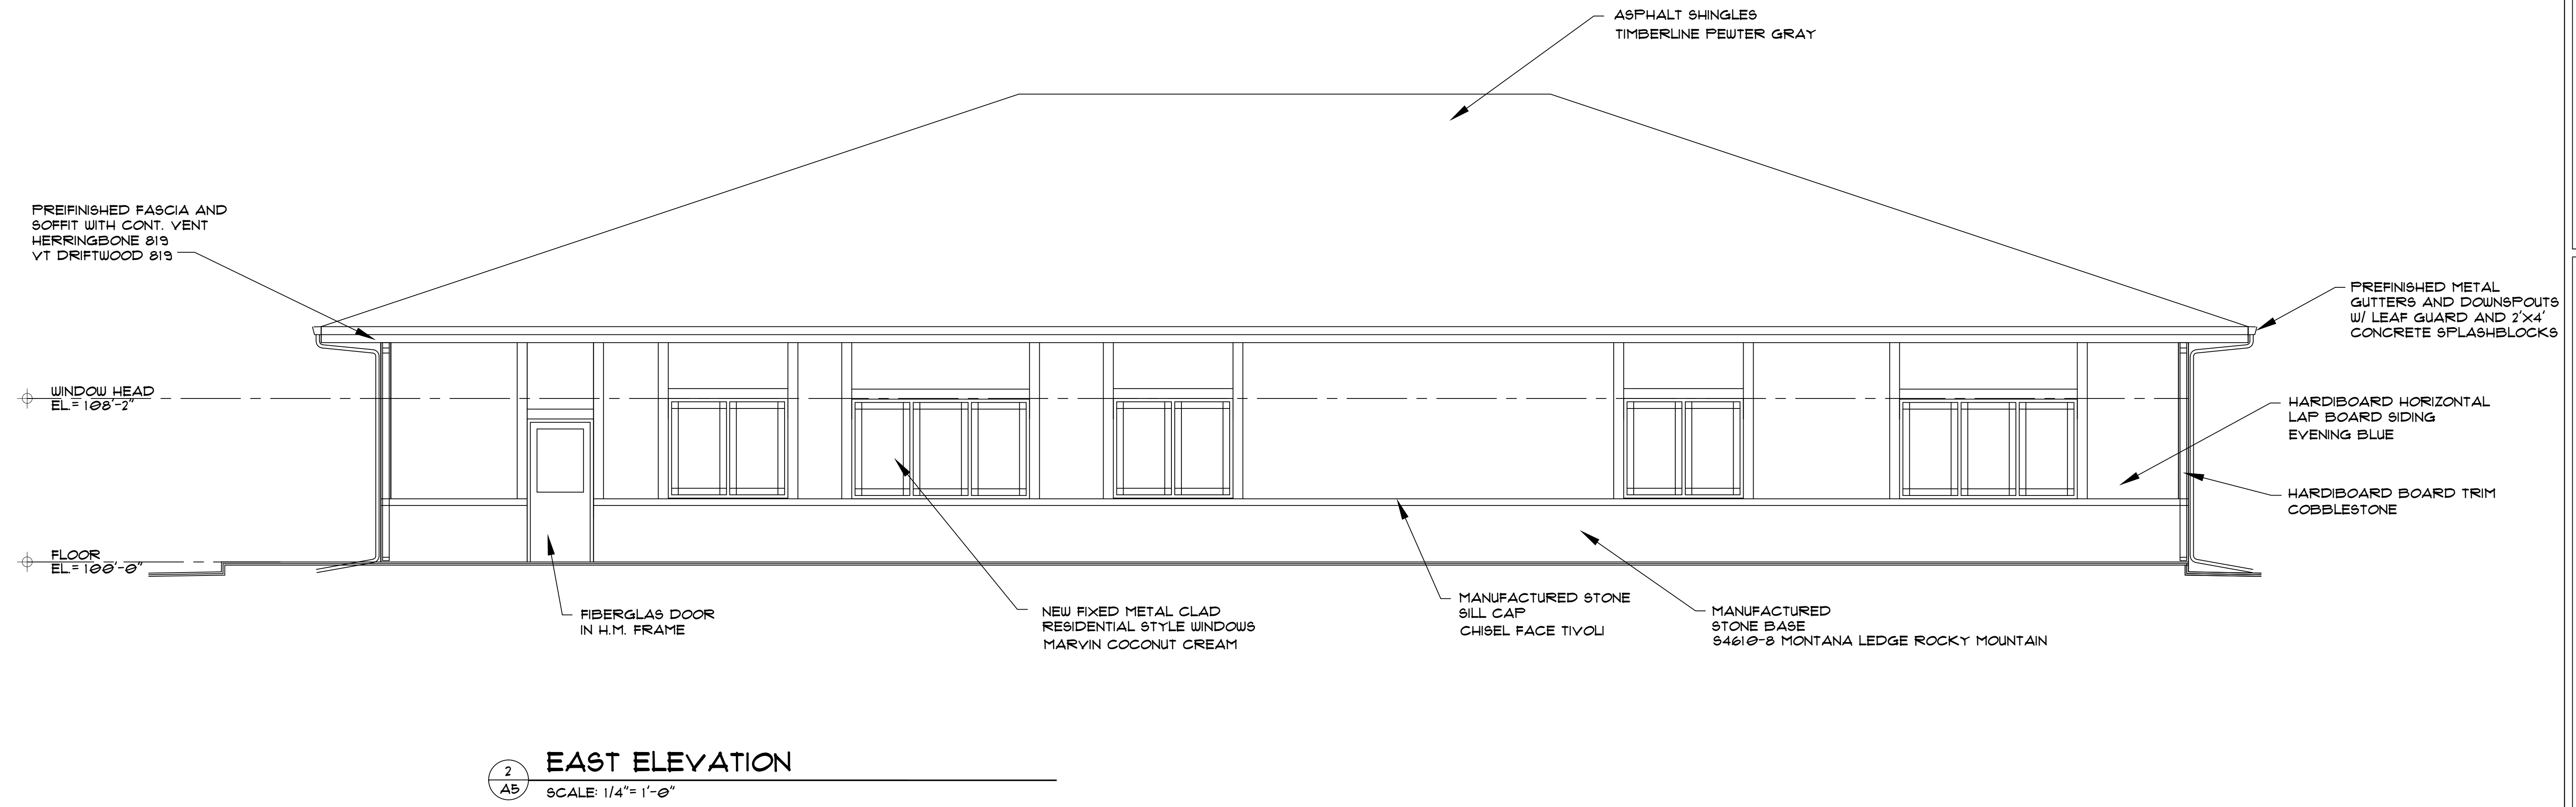 ASPHALT SHINGLES
TIMBERLINE PEWTER GRAY
PREIFINISHED FASCIA AND
SOFFIT WITH CONT. VENT
HERRINGBONE 819
VT DRIFTWOOD 819
PREFINISHED METAL
GUTTERS AND DOWNSPOUTS
W/ LEAF GUARD AND 2'X4'
CONCRETE SPLASHBLOCKS
WINDOW HEAD
EL.= 108'-2"
HARDIBOARD HORIZONTAL
LAP BOARD SIDING
EVENING BLUE
HARDIBOARD BOARD TRIM
COBBLESTONE
FLOOR
EL.= 100'-0"
FIBERGLAS DOOR
IN H.M. FRAME
NEW FIXED METAL CLAD
RESIDENTIAL STYLE WINDOWS
MARVIN COCONUT CREAM
MANUFACTURED STONE
SILL CAP
CHISEL FACE TIVOLI
MANUFACTURED
STONE BASE
S4610-8 MONTANA LEDGE ROCKY MOUNTAIN
2
A5
EAST ELEVATION
SCALE: 1/4"= 1'-0"